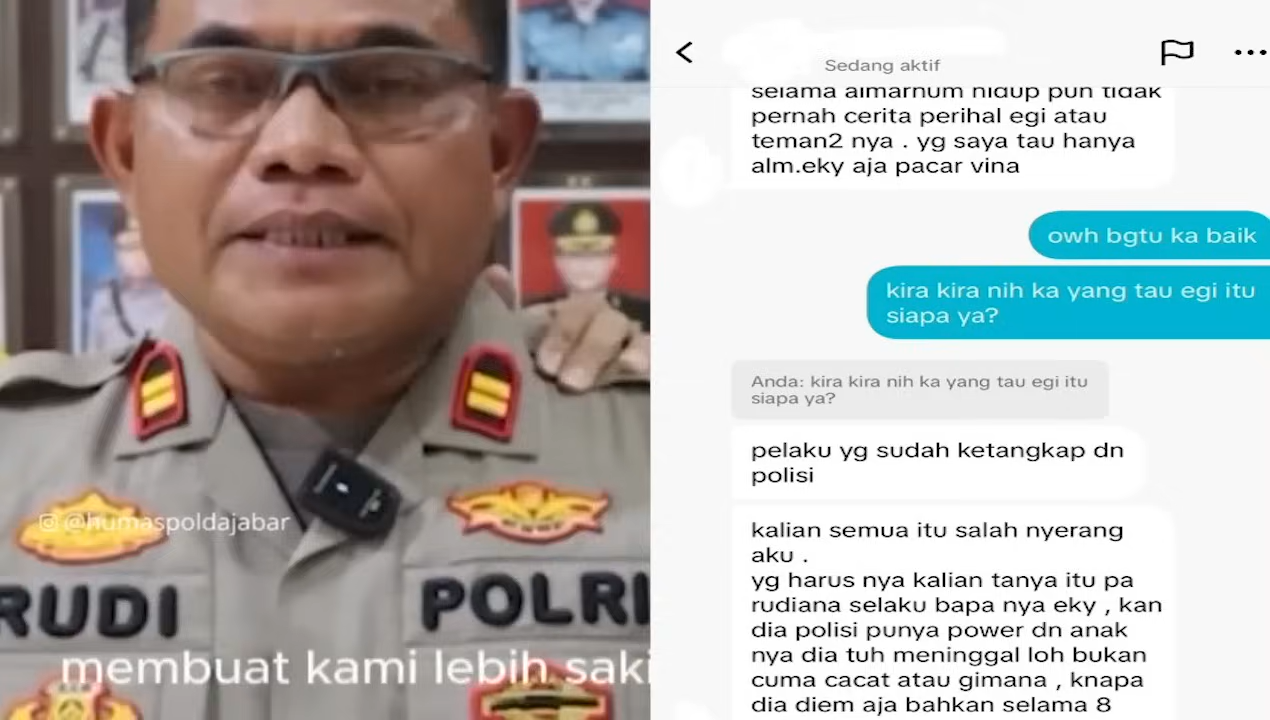 @humaspoldajabar
RUDI
POLRI
membuat kami lebih saki
Sedang aktif
selama almarhum hidup pun tidak
pernah cerita perihal egi atau
teman2 nya . yg saya tau hanya
alm.eky aja pacar vina
owh bgtu ka baik
kira kira nih ka yang tau egi itu
siapa ya?
Anda: kira kira nih ka yang tau egi itu
siapa ya?
pelaku yg sudah ketangkap dn
polisi
kalian semua itu salah nyerang
aku .
yg harus nya kalian tanya itu pa
rudiana selaku bapa nya eky , kan
dia polisi punya power dn anak
nya dia tuh meninggal loh bukan
cuma cacat atau gimana , knapa
dia diem aja bahkan selama 8